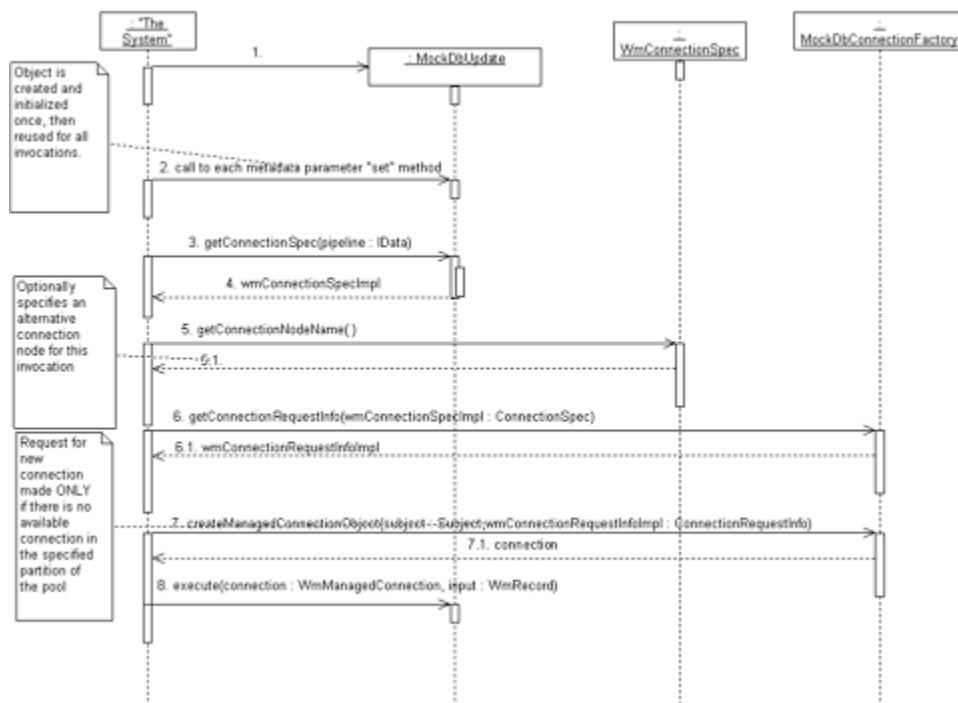 : "The
System"
: MockDbUpdate
:
WmConnectionSpec
:
MockDbConnectionFactory
1.
Object is
created and
initialized
once, then
reused for all
invocations.
2. call to each metadata parameter "set" method
3. getConnectionSpec(pipeline : IData)
4. wmConnectionSpecImpl
Optionally
specifies an
alternative
connection
node for this
invocation
5. getConnectionNodeName( )
5.1.
6. getConnectionRequestInfo(wmConnectionSpecImpl : ConnectionSpec)
6.1. wmConnectionRequestInfoImpl
Request for
new
connection
made ONLY
if there is no
available
connection in
the specified
partition of
the pool
7. createManagedConnectionObject(subject : Subject,wmConnectionRequestInfoImpl : ConnectionRequestInfo)
7.1. connection
8. execute(connection : WmManagedConnection, input : WmRecord)